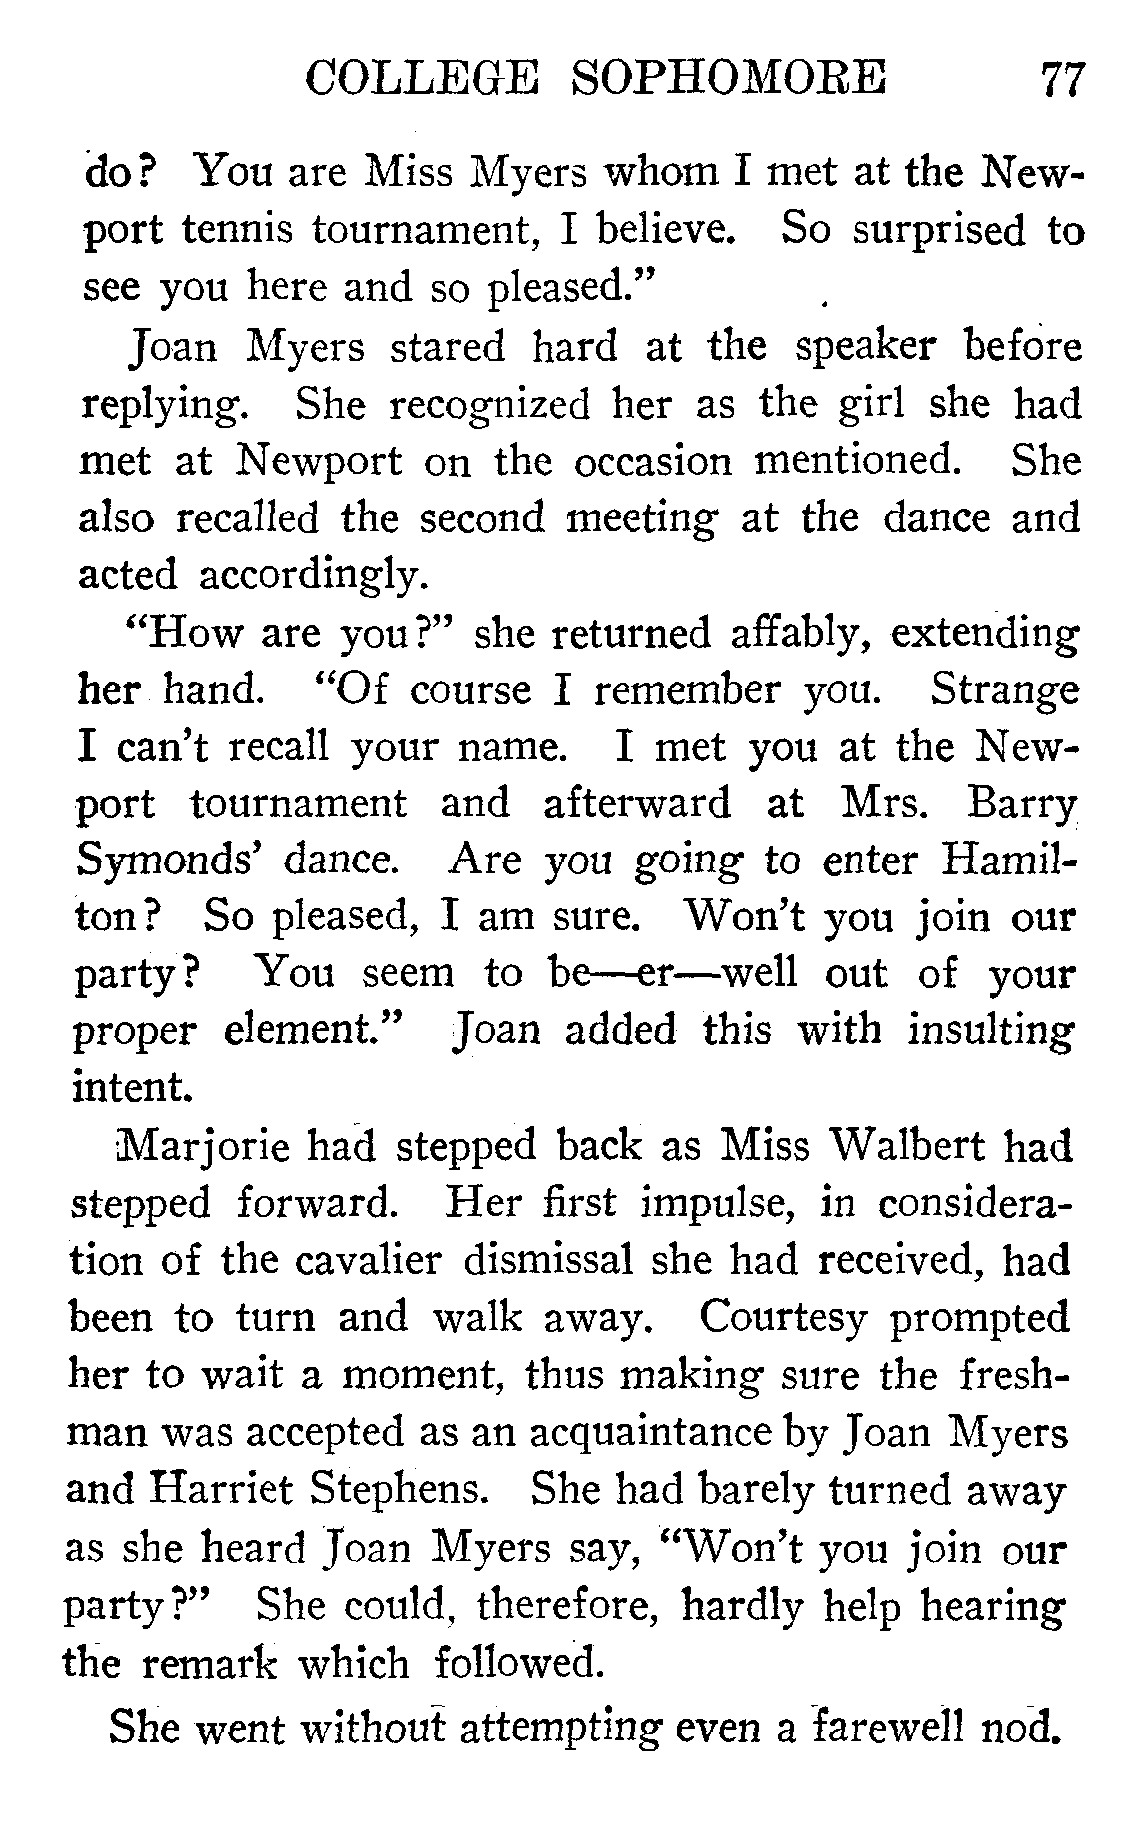 COLLEGE SOPHOMORE 77
do? You are Miss Myers whom I met at the New-
port tennis tournament, I believe. So surprised to
see you here and so pleased.”
Joan Myers stared hard at the speaker before
replying. She recognized her as the girl she had
met at Newport on the occasion mentioned. She
also recalled the second meeting at the dance and
acted accordingly.
“How are you?” she returned affably, extending
her hand. “Of course I remember you. Strange
I can’t recall your name. I met you at the New-
port tournament and afterward at Mrs. Barry
Symonds’ dance. Are you going to enter Hamil-
ton? So pleased, I am sure. Won’t you join our
party? You seem to be—er—well out of your
proper element.” Joan added this with insulting
intent.
Marjorie had stepped back as Miss Walbert had
stepped forward. Her first impulse, in considera-
tion of the cavalier dismissal she had received, had
been to turn and walk away. Courtesy prompted
her to wait a moment, thus making sure the fresh-
man was accepted as an acquaintance by Joan Myers
and Harriet Stephens. She had barely turned away
as she heard Joan Myers say, “Won’t you join our
party?” She could, therefore, hardly help hearing
the remark which followed.
She went without attempting even a farewell nod.